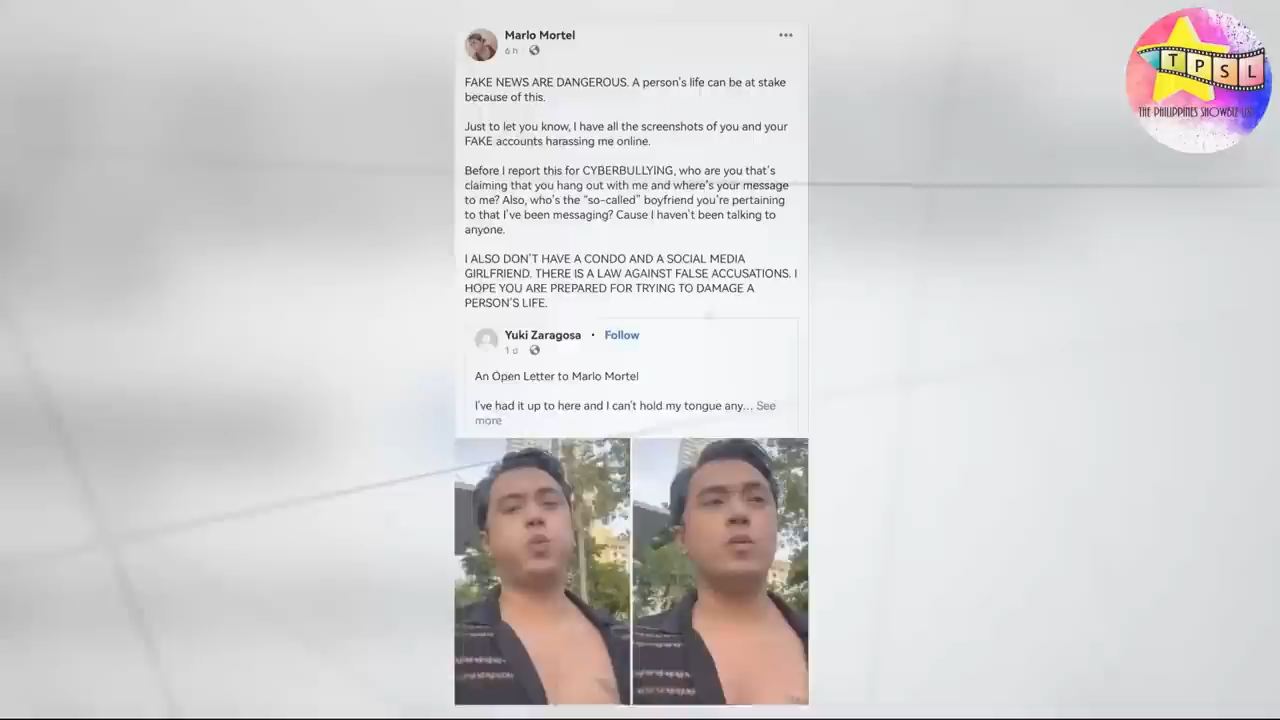 Marlo Mortel
6 h
FAKE NEWS ARE DANGEROUS. A person's life can be at stake
because of this.
Just to let you know, I have all the screenshots of you and your
FAKE accounts harassing me online.
Before I report this for CYBERBULLYING, who are you that's
claiming that you hang out with me and where's your message
to me? Also, who's the "so-called" boyfriend you're pertaining
to that I've been messaging? Cause I haven't been talking to
anyone.
I ALSO DON'T HAVE A CONDO AND A SOCIAL MEDIA
GIRLFRIEND. THERE IS A LAW AGAINST FALSE ACCUSATIONS. I
HOPE YOU ARE PREPARED FOR TRYING TO DAMAGE A
PERSON'S LIFE.
Yuki Zaragosa · Follow
1 d
An Open Letter to Marlo Mortel
I've had it up to here and I can't hold my tongue any... See
more
TPSL
THE PHILIPPINES SHOWBIZ